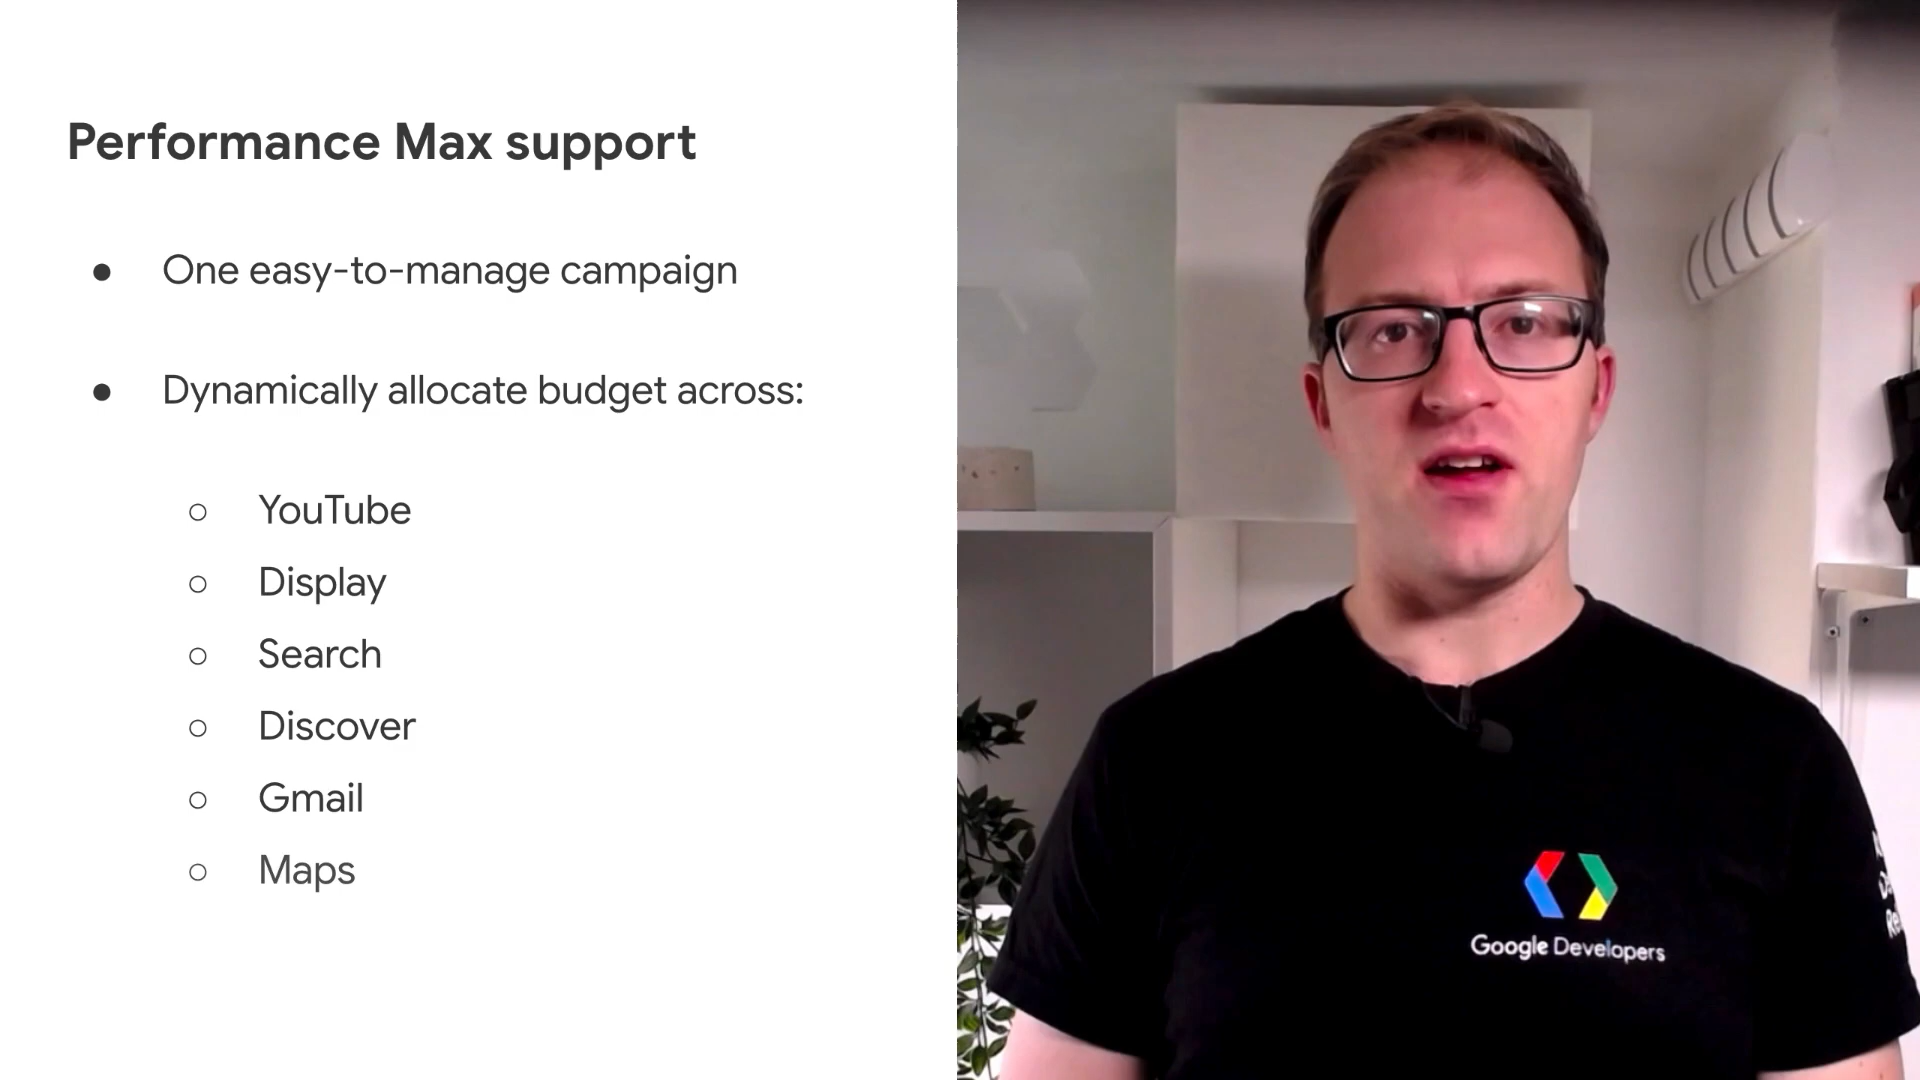 Performance Max support
● One easy-to-manage campaign
● Dynamically allocate budget across:
○ YouTube
○ Display
○ Search
○ Discover
○ Gmail
○ Maps
Google Developers